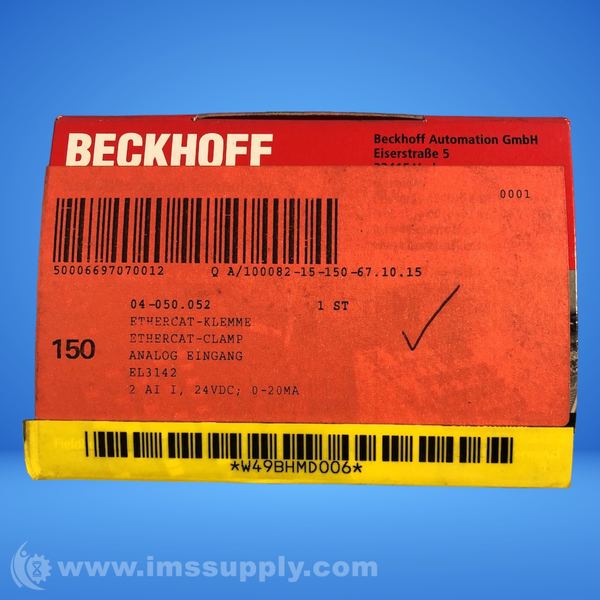 BECKHOFF
Beckhoff Automation GmbH
Eiserstraße 5
0001
50006697070012 Q A/100082-15-150-67.10.15
04-050.052 1 ST
ETHERCAT-KLEMME
ETHERCAT-CLAMP
150
ANALOG EINGANG
EL3142
2 AI I, 24VDC; 0-20MA
*W49BHMD006*
www.imssupply.com